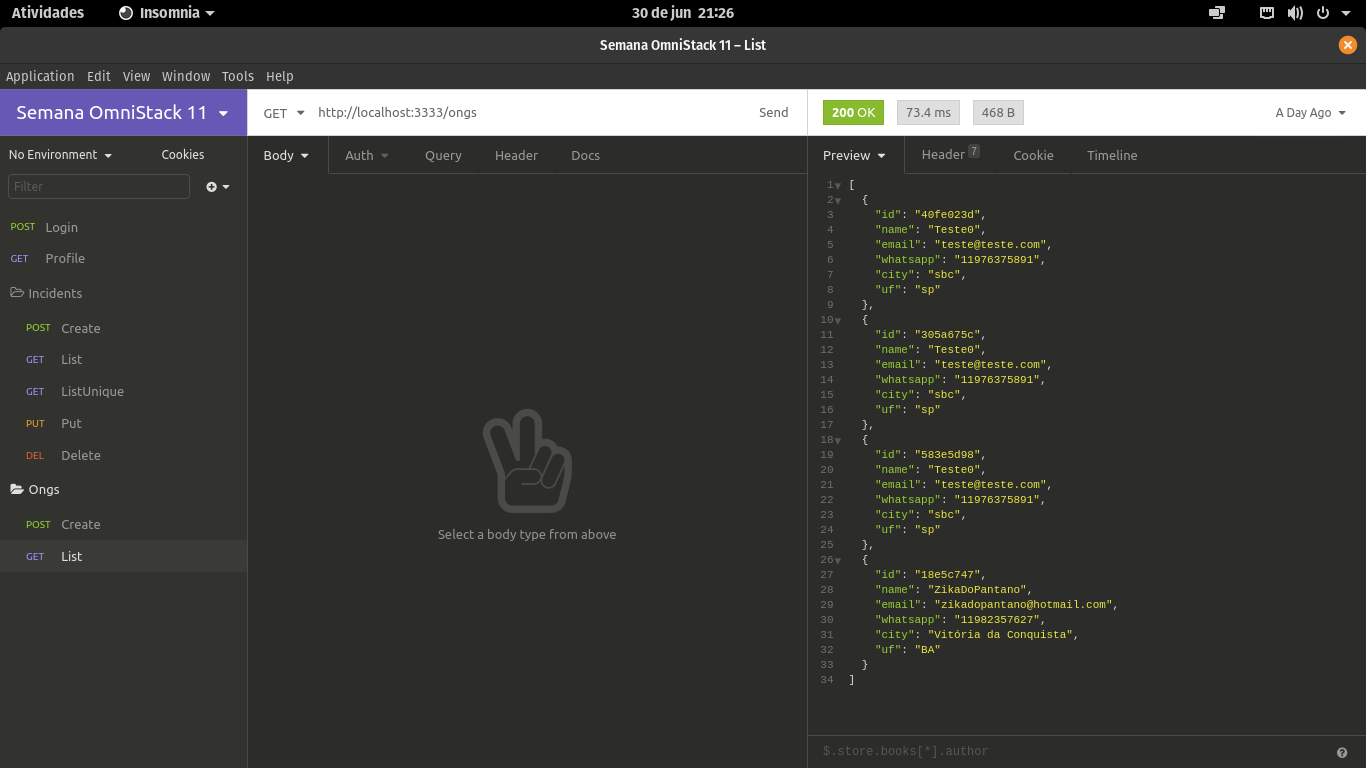 Atividades
Insomnia
30 de jun 21:26
Semana OmniStack 11 – List
Application Edit View Window Tools Help
Semana OmniStack 11
GET http://localhost:3333/ongs Send
200 OK 73.4 ms 468 B A Day Ago
No Environment Cookies
Filter
POST Login
GET Profile
Incidents
POST Create
GET List
GET ListUnique
PUT Put
DEL Delete
Ongs
POST Create
GET List
Body Auth Query Header Docs
Select a body type from above
Preview Header 7 Cookie Timeline
1 [
2 {
3 "id": "40fe023d",
4 "name": "Teste0",
5 "email": "teste@teste.com",
6 "whatsapp": "11976375891",
7 "city": "sbc",
8 "uf": "sp"
9 },
10 {
11 "id": "305a675c",
12 "name": "Teste0",
13 "email": "teste@teste.com",
14 "whatsapp": "11976375891",
15 "city": "sbc",
16 "uf": "sp"
17 },
18 {
19 "id": "583e5d98",
20 "name": "Teste0",
21 "email": "teste@teste.com",
22 "whatsapp": "11976375891",
23 "city": "sbc",
24 "uf": "sp"
25 },
26 {
27 "id": "18e5c747",
28 "name": "ZikaDoPantano",
29 "email": "zikadopantano@hotmail.com",
30 "whatsapp": "11982357627",
31 "city": "Vitória da Conquista",
32 "uf": "BA"
33 }
34 ]
$.store.books[*].author